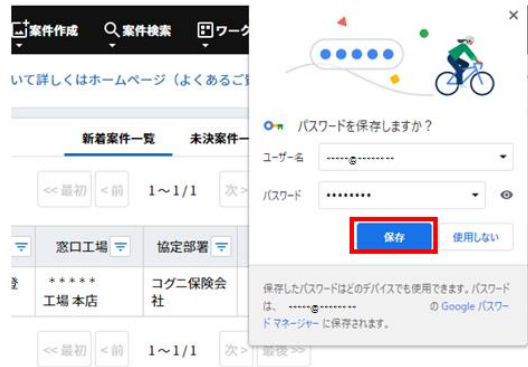 案件作成 案件検索 ワーク
いて詳しくはホームページ（よくあるご
新着案件一覧 未決案件一
<<最初 <前 1～1/1 次>
窓口工場 協定部署
*****
工場 本店
コグニ保険会
社
<<最初 <前 1～1/1 次> 最後>>
×
パスワードを保存しますか？
ユーザー名 -----@--------
パスワード ••••••••
保存 使用しない
保存したパスワードはどのデバイスでも使用できます。パスワード
は、 -----@-------- の Google パスワー
ド マネージャー に保存されます。